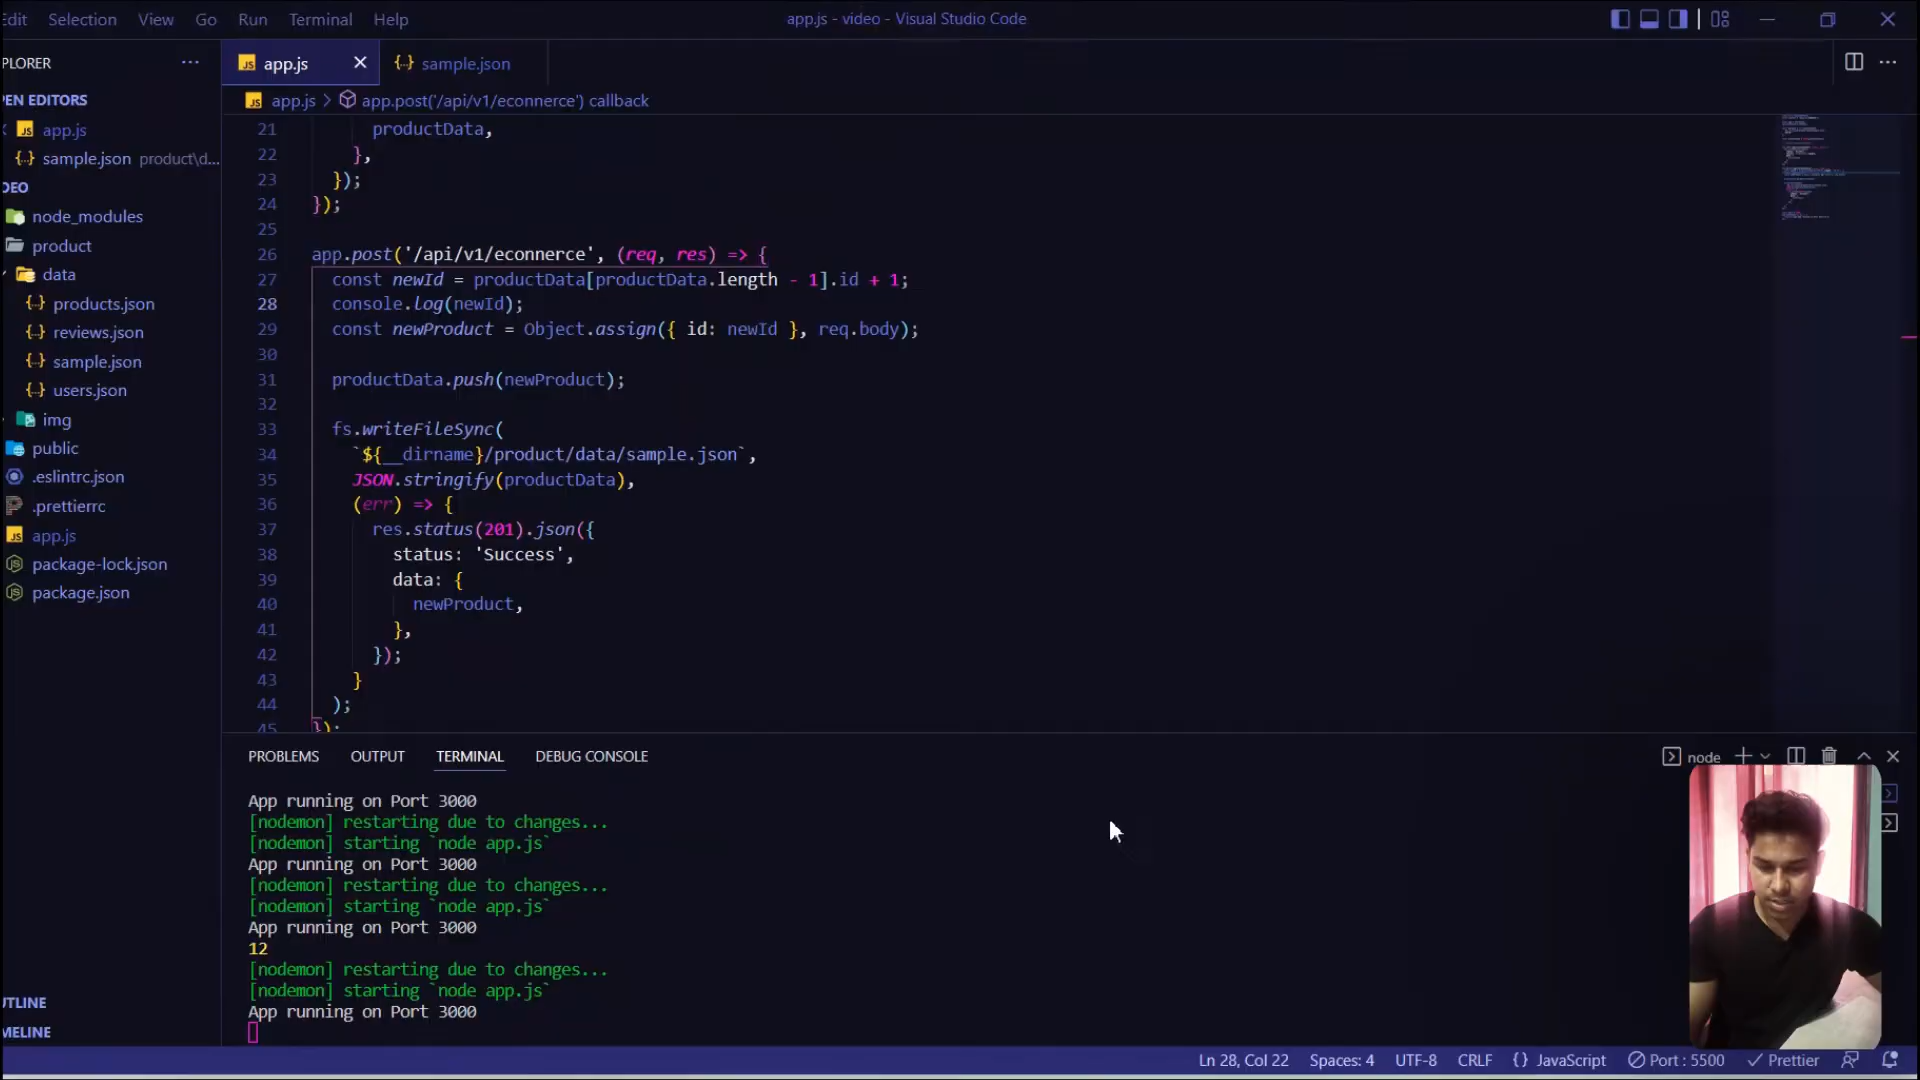 Edit Selection View Go Run Terminal Help
app.js - video - Visual Studio Code
PLORER ···
app.js
sample.json
PEN EDITORS
app.js > app.post('/api/v1/econnerce') callback
app.js
sample.json product\d...
DEO
node_modules
product
data
products.json
reviews.json
sample.json
users.json
img
public
.eslintrc.json
.prettierrc
app.js
package-lock.json
package.json
UTLINE
MELINE
21 productData,
22 },
23 });
24 });
25
26 app.post('/api/v1/econnerce', (req, res) => {
27 const newId = productData[productData.length - 1].id + 1;
28 console.log(newId);
29 const newProduct = Object.assign({ id: newId }, req.body);
30
31 productData.push(newProduct);
32
33 fs.writeFileSync(
34 `${__dirname}/product/data/sample.json`,
35 JSON.stringify(productData),
36 (err) => {
37 res.status(201).json({
38 status: 'Success',
39 data: {
40 newProduct,
41 },
42 });
43 }
44 );
45 });
PROBLEMS OUTPUT TERMINAL DEBUG CONSOLE
node
App running on Port 3000
[nodemon] restarting due to changes...
[nodemon] starting `node app.js`
App running on Port 3000
[nodemon] restarting due to changes...
[nodemon] starting `node app.js`
App running on Port 3000
12
[nodemon] restarting due to changes...
[nodemon] starting `node app.js`
App running on Port 3000
Ln 28, Col 22 Spaces: 4 UTF-8 CRLF {} JavaScript Port : 5500 Prettier